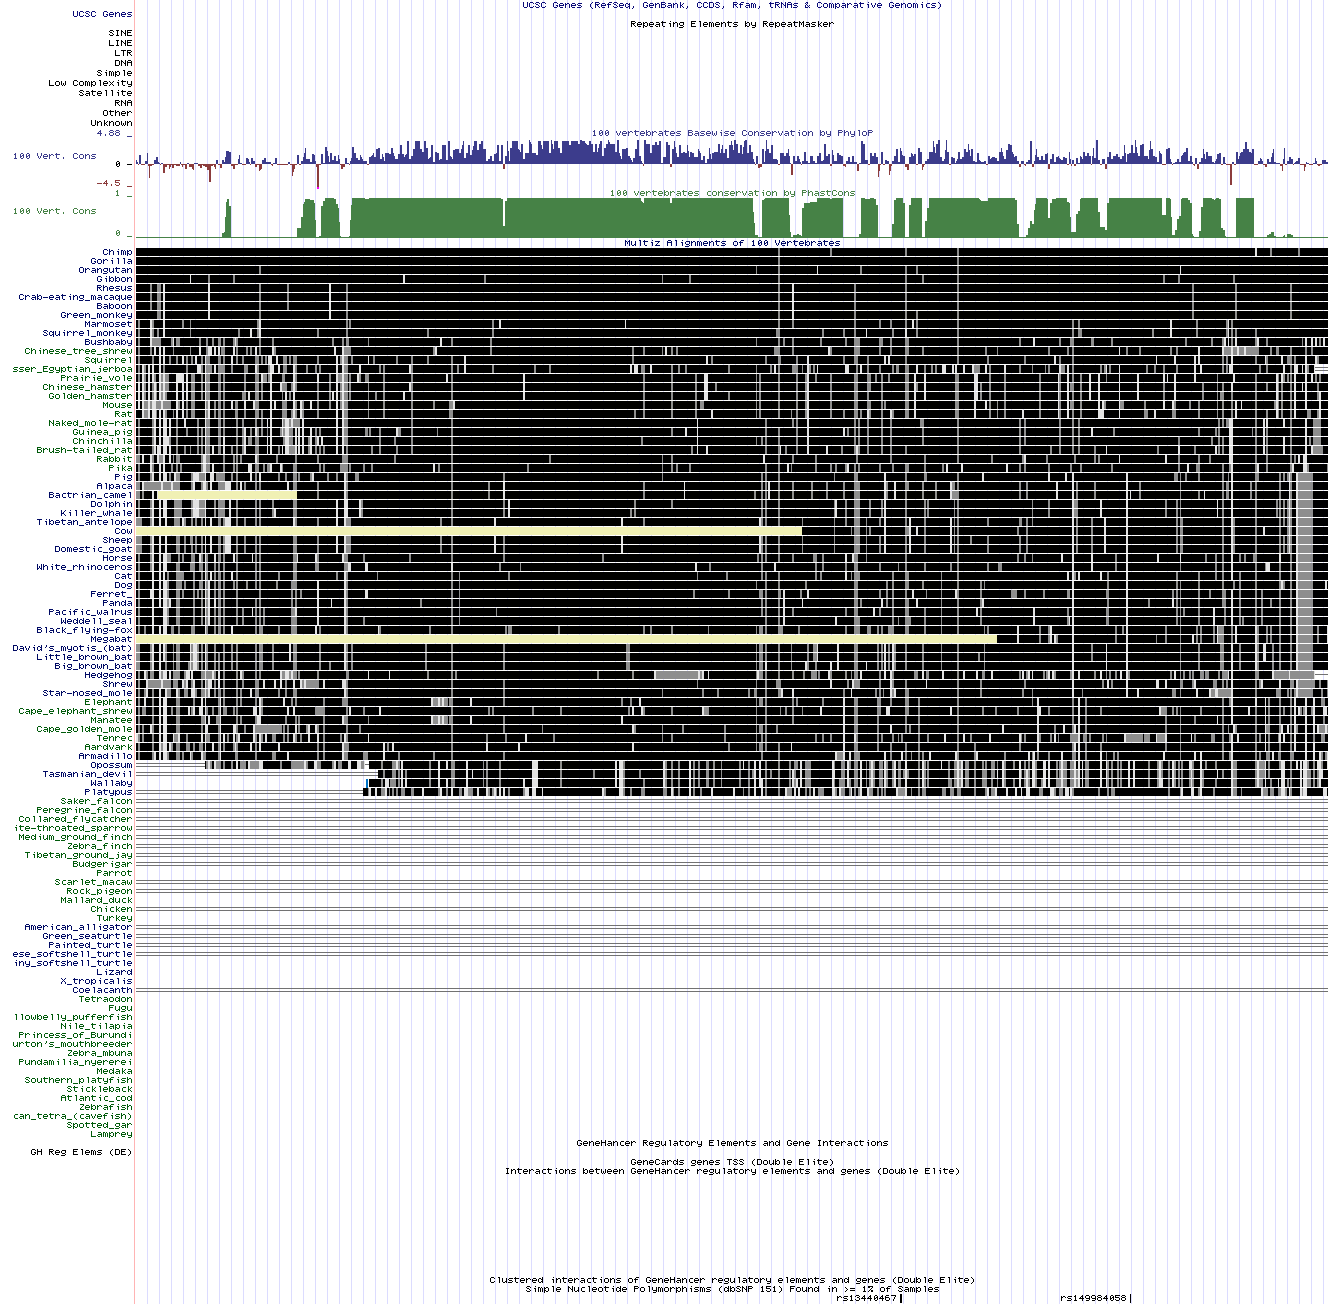 UCSC Genes (RefSeq, GenBank, CCDS, Rfam, tRNAs & Comparative Genomics)
UCSC Genes
Repeating Elements by RepeatMasker
SINE
LINE
LTR
DNA
Simple
Low Complexity
Satellite
RNA
Other
Unknown
100 vertebrates Basewise Conservation by PhyloP
4.88 _
100 Vert. Cons
0 _
-4.5 _
100 vertebrates conservation by PhastCons
1 _
100 Vert. Cons
0 _
Multiz Alignments of 100 Vertebrates
Chimp
Gorilla
Orangutan
Gibbon
Rhesus
Crab-eating_macaque
Baboon
Green_monkey
Marmoset
Squirrel_monkey
Bushbaby
Chinese_tree_shrew
Squirrel
sser_Egyptian_jerboa
Prairie_vole
Chinese_hamster
Golden_hamster
Mouse
Rat
Naked_mole-rat
Guinea_pig
Chinchilla
Brush-tailed_rat
Rabbit
Pika
Pig
Alpaca
Bactrian_camel
Dolphin
Killer_whale
Tibetan_antelope
Cow
Sheep
Domestic_goat
Horse
White_rhinoceros
Cat
Dog
Ferret_
Panda
Pacific_walrus
Weddell_seal
Black_flying-fox
Megabat
David's_myotis_(bat)
Little_brown_bat
Big_brown_bat
Hedgehog
Shrew
Star-nosed_mole
Elephant
Cape_elephant_shrew
Manatee
Cape_golden_mole
Tenrec
Aardvark
Armadillo
Opossum
Tasmanian_devil
Wallaby
Platypus
Saker_falcon
Peregrine_falcon
Collared_flycatcher
ite-throated_sparrow
Medium_ground_finch
Zebra_finch
Tibetan_ground_jay
Budgerigar
Parrot
Scarlet_macaw
Rock_pigeon
Mallard_duck
Chicken
Turkey
American_alligator
Green_seaturtle
Painted_turtle
ese_softshell_turtle
iny_softshell_turtle
Lizard
X_tropicalis
Coelacanth
Tetraodon
Fugu
llowbelly_pufferfish
Nile_tilapia
Princess_of_Burundi
urton's_mouthbreeder
Zebra_mbuna
Pundamilia_nyererei
Medaka
Southern_platyfish
Stickleback
Atlantic_cod
Zebrafish
can_tetra_(cavefish)
Spotted_gar
Lamprey
GeneHancer Regulatory Elements and Gene Interactions
GH Reg Elems (DE)
GeneCards genes TSS (Double Elite)
Interactions between GeneHancer regulatory elements and genes (Double Elite)
Clustered interactions of GeneHancer regulatory elements and genes (Double Elite)
Simple Nucleotide Polymorphisms (dbSNP 151) Found in >= 1% of Samples
rs13440467 rs149984058